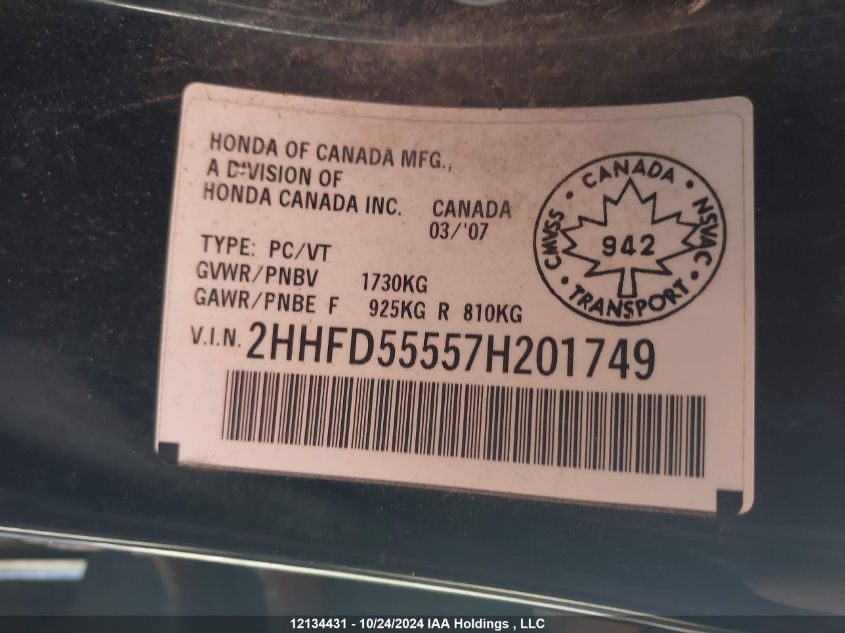 HONDA OF CANADA MFG.,
A DIVISION OF
HONDA CANADA INC. CANADA
03/'07
TYPE: PC/VT
GVWR/PNBV 1730KG
GAWR/PNBE F 925KG R 810KG
V.I.N. 2HHFD55557H201749
• CANADA •
CMVSS 942 NSVAC
• TRANSPORT •
12134431 - 10/24/2024 IAA Holdings , LLC